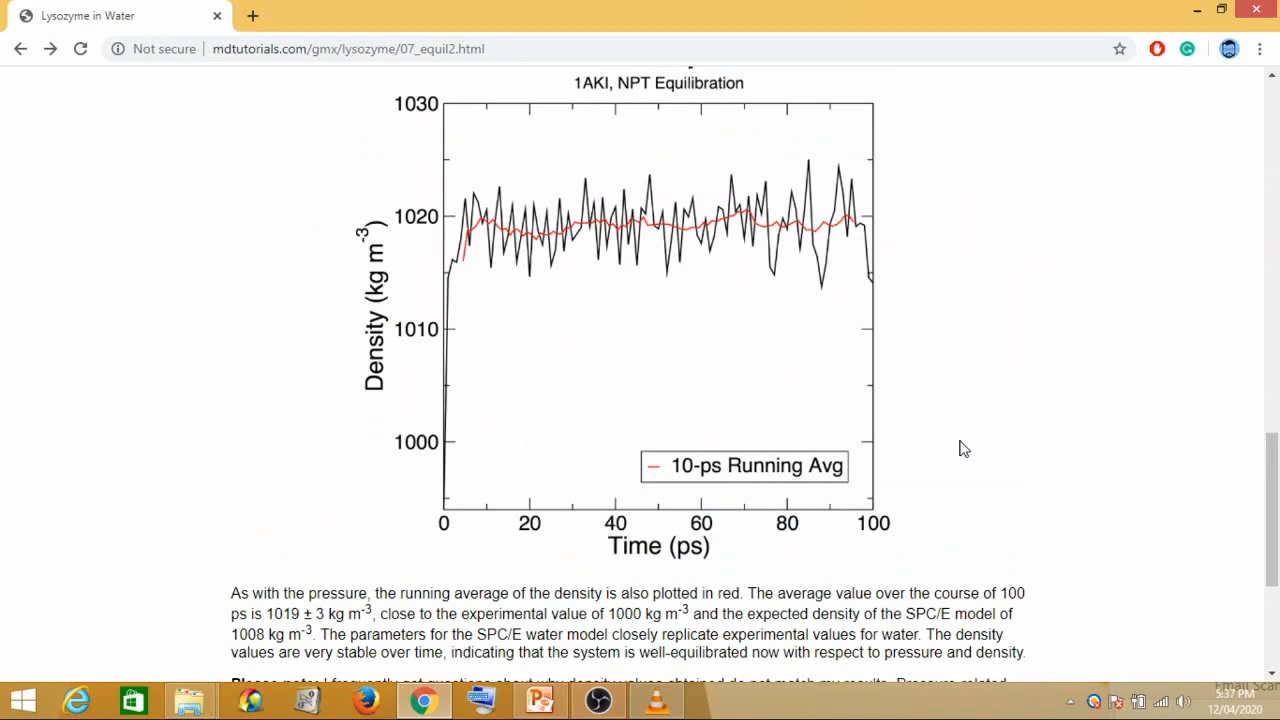 Lysozyme in Water
Not secure mdtutorials.com/gmx/lysozyme/07_equil2.html
1AKI, NPT Equilibration
1030
1020
1010
1000
Density (kg m-3)
10-ps Running Avg
0 20 40 60 80 100
Time (ps)
As with the pressure, the running average of the density is also plotted in red. The average value over the course of 100
ps is 1019 ± 3 kg m-3, close to the experimental value of 1000 kg m-3 and the expected density of the SPC/E model of
1008 kg m-3. The parameters for the SPC/E water model closely replicate experimental values for water. The density
values are very stable over time, indicating that the system is well-equilibrated now with respect to pressure and density.
Email Scan
5:37 PM
12/04/2020